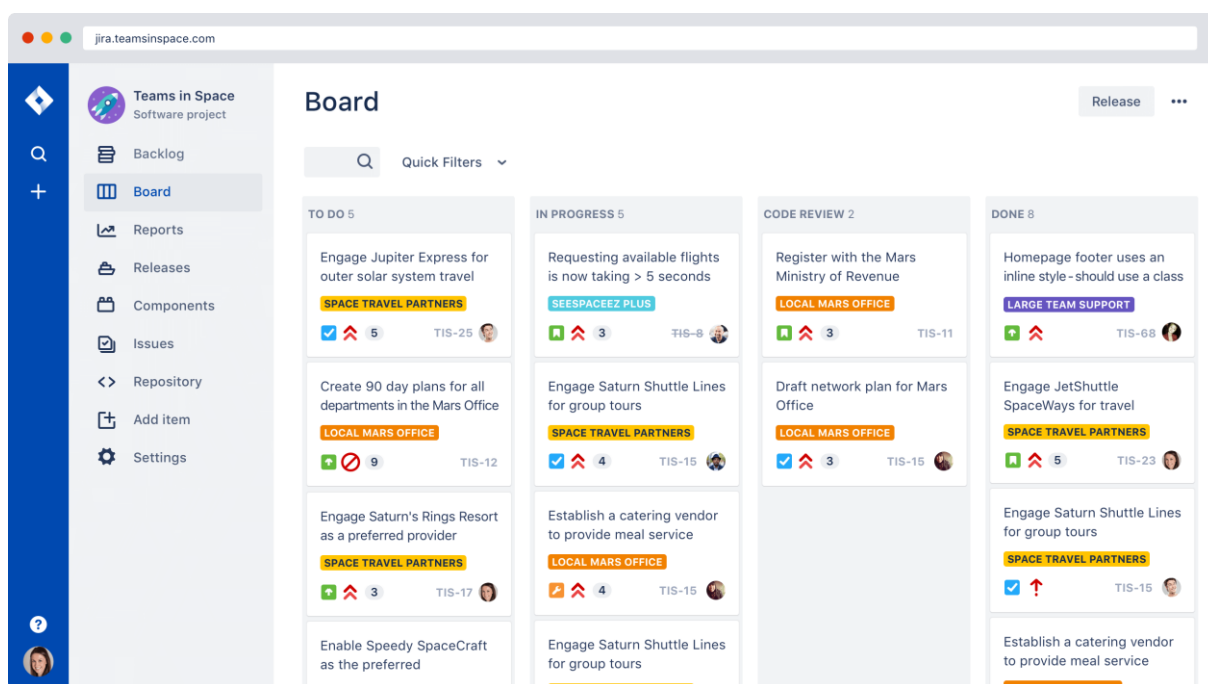 jira.teamsinspace.com
Teams in Space
Software project
Backlog
Board
Reports
Releases
Components
Issues
Repository
Add item
Settings
Board
Release
Quick Filters
TO DO 5
Engage Jupiter Express for
outer solar system travel
SPACE TRAVEL PARTNERS
5 TIS-25
Create 90 day plans for all
departments in the Mars Office
LOCAL MARS OFFICE
9 TIS-12
Engage Saturn's Rings Resort
as a preferred provider
SPACE TRAVEL PARTNERS
3 TIS-17
Enable Speedy SpaceCraft
as the preferred
IN PROGRESS 5
Requesting available flights
is now taking > 5 seconds
SEESPACEEZ PLUS
3 TIS-8
Engage Saturn Shuttle Lines
for group tours
SPACE TRAVEL PARTNERS
4 TIS-15
Establish a catering vendor
to provide meal service
LOCAL MARS OFFICE
4 TIS-15
Engage Saturn Shuttle Lines
for group tours
CODE REVIEW 2
Register with the Mars
Ministry of Revenue
LOCAL MARS OFFICE
3 TIS-11
Draft network plan for Mars
Office
LOCAL MARS OFFICE
3 TIS-15
DONE 8
Homepage footer uses an
inline style-should use a class
LARGE TEAM SUPPORT
TIS-68
Engage JetShuttle
SpaceWays for travel
SPACE TRAVEL PARTNERS
5 TIS-23
Engage Saturn Shuttle Lines
for group tours
SPACE TRAVEL PARTNERS
TIS-15
Establish a catering vendor
to provide meal service
?